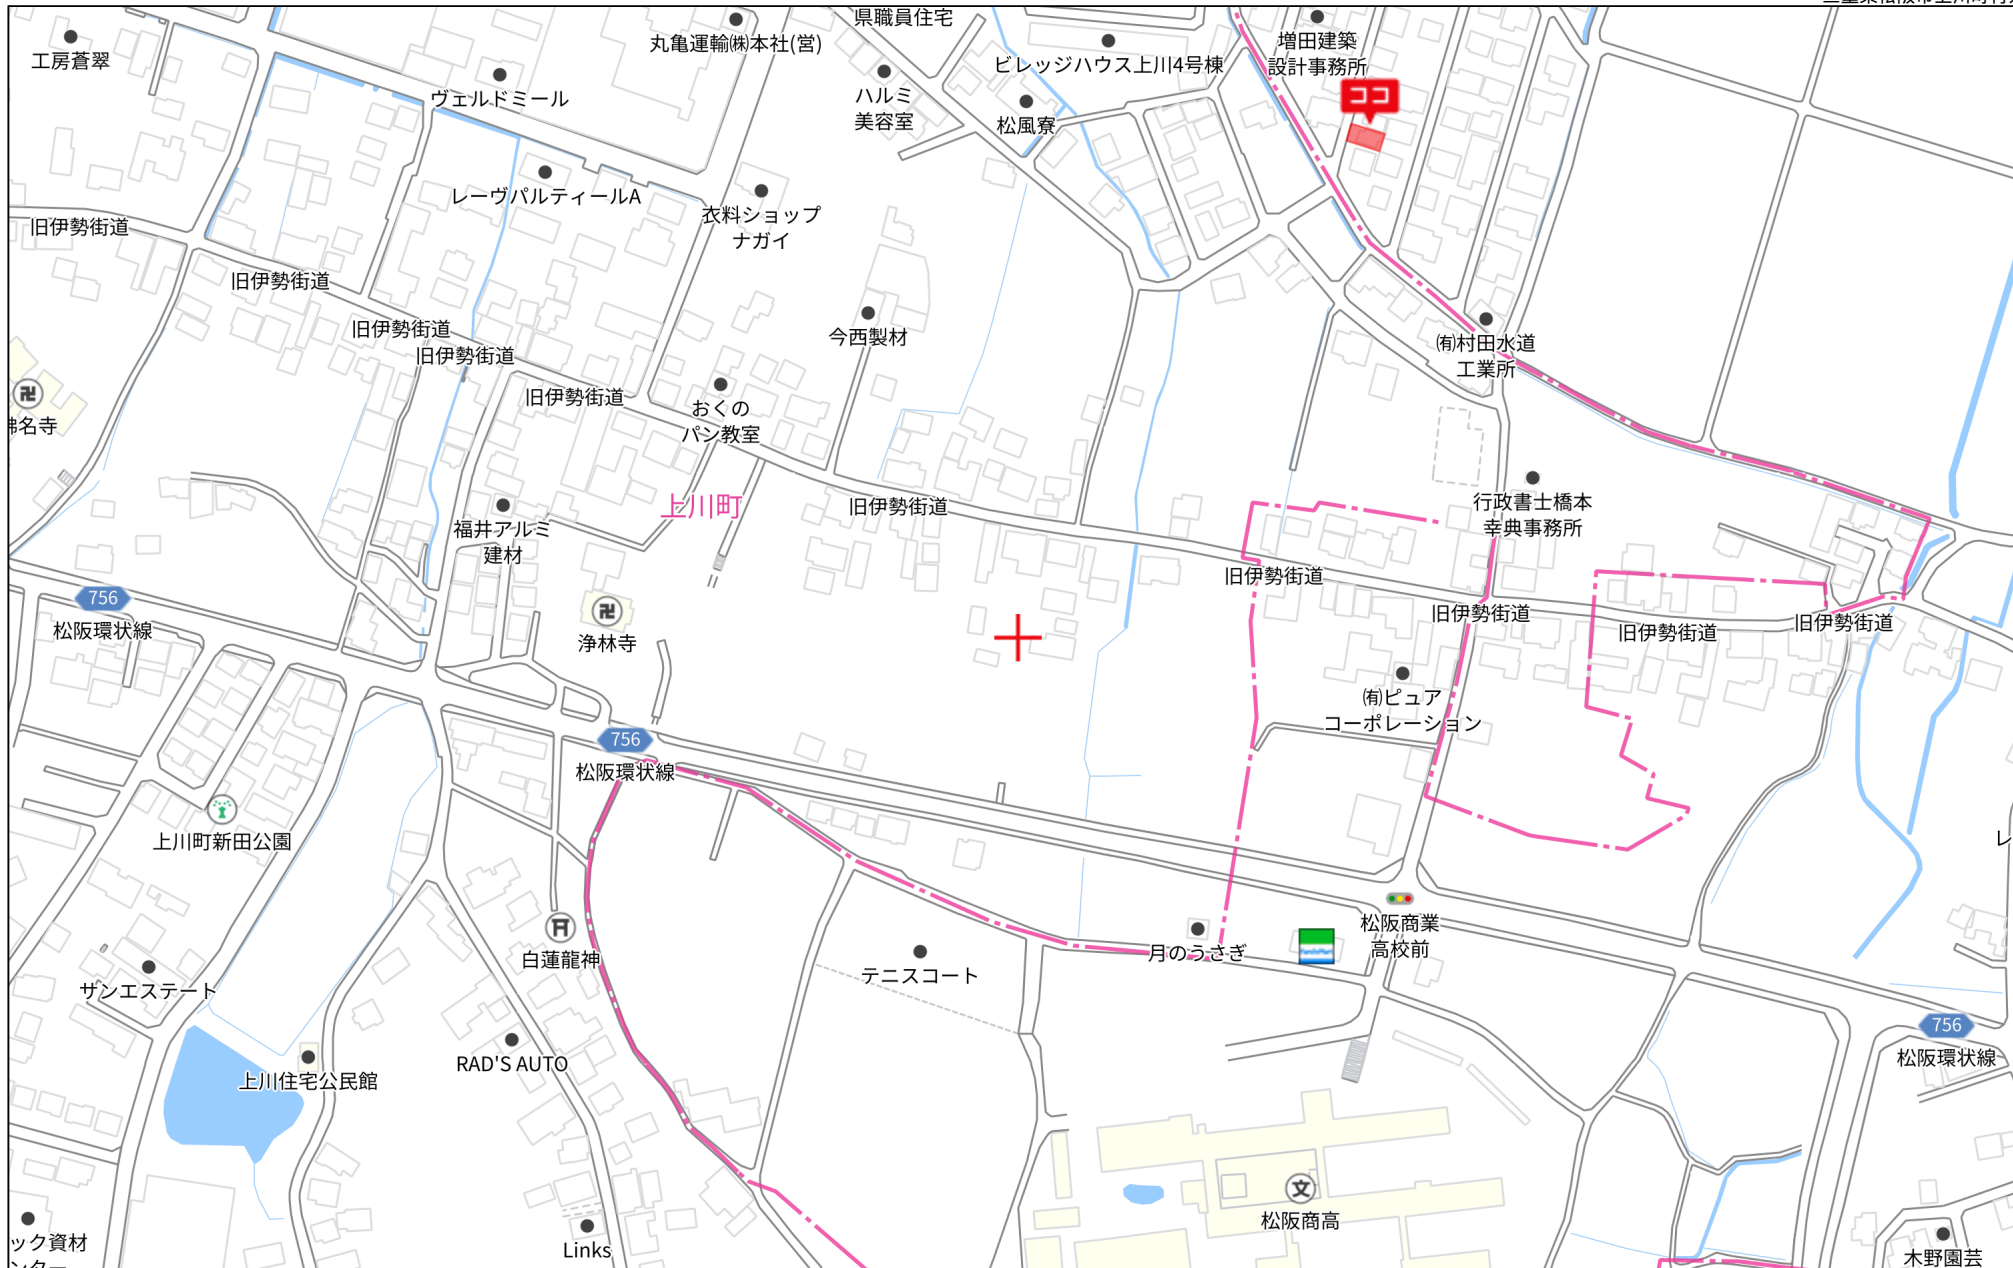 県職員住宅
工房蒼翠
丸亀運輸㈱本社(営)
増田建築
設計事務所
ビレッジハウス上川4号棟
ヴェルドミール
ハルミ
美容室
ココ
松風寮
レーヴパルティールA
衣料ショップ
ナガイ
旧伊勢街道
旧伊勢街道
旧伊勢街道
旧伊勢街道
今西製材
㈲村田水道
工業所
旧伊勢街道
おくの
パン教室
卍
佛名寺
上川町
旧伊勢街道
行政書士橋本
幸典事務所
福井アルミ
建材
旧伊勢街道
756
松阪環状線
卍
浄林寺
旧伊勢街道
旧伊勢街道
旧伊勢街道
㈲ピュア
コーポレーション
756
松阪環状線
上川町新田公園
レ
松阪商業
高校前
月のうさぎ
FamilyMart
白蓮龍神
テニスコート
サンエステート
756
松阪環状線
RAD'S AUTO
上川住宅公民館
文
松阪商高
ック資材
ンター
Links
木野園芸